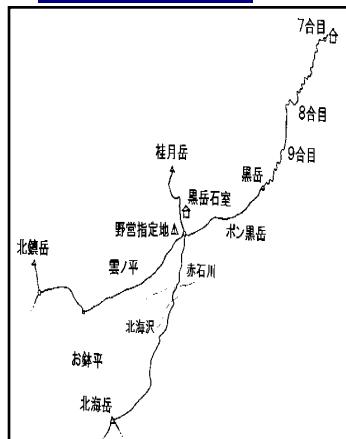 7合目
8合目
9合目
桂月岳
黒岳
黒岳石室
野営指定地
ポン黒岳
北鎮岳
雲ノ平
赤石川
北海沢
お鉢平
北海岳